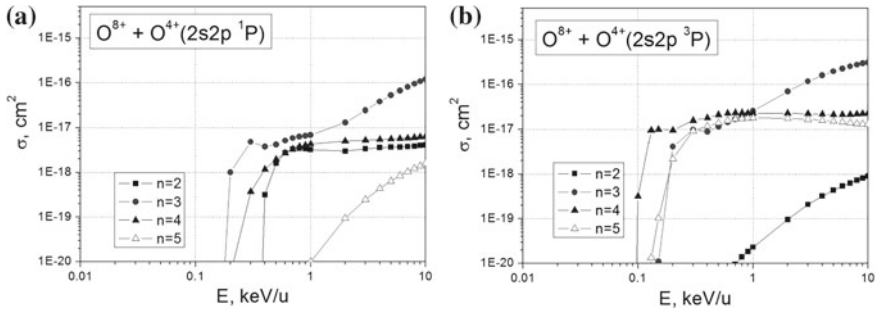 (a)
O⁸⁺ + O⁴⁺(2s2p ¹P)
σ, cm²
1E-15
1E-16
1E-17
1E-18
1E-19
1E-20
n=2
n=3
n=4
n=5
0.01 0.1 1 10
E, keV/u
(b)
O⁸⁺ + O⁴⁺(2s2p ³P)
σ, cm²
1E-15
1E-16
1E-17
1E-18
1E-19
1E-20
n=2
n=3
n=4
n=5
0.01 0.1 1 10
E, keV/u